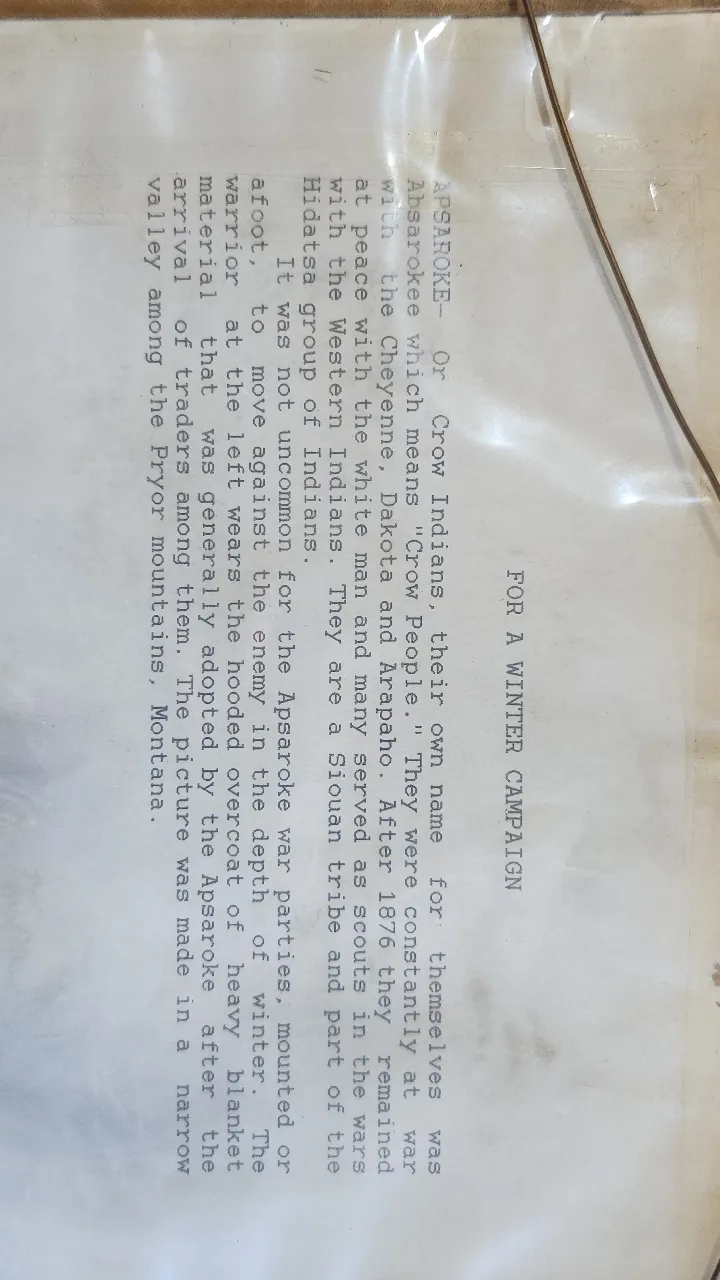 FOR A WINTER CAMPAIGN
APSAROKE- Or Crow Indians, their own name for themselves was
Absarokee which means "Crow people." They were constantly at war
with the Cheyenne, Dakota and Arapaho. After 1876 they remained
at peace with the white man and many served as scouts in the wars
with the Western Indians. They are a Siouan tribe and part of the
Hidatsa group of Indians.
It was not uncommon for the Apsaroke war parties, mounted or
afoot, to move against the enemy in the depth of winter. The
warrior at the left wears the hooded overcoat of heavy blanket
material that was generally adopted by the Apsaroke after the
arrival of traders among them. The picture was made in a narrow
valley among the Pryor mountains, Montana.